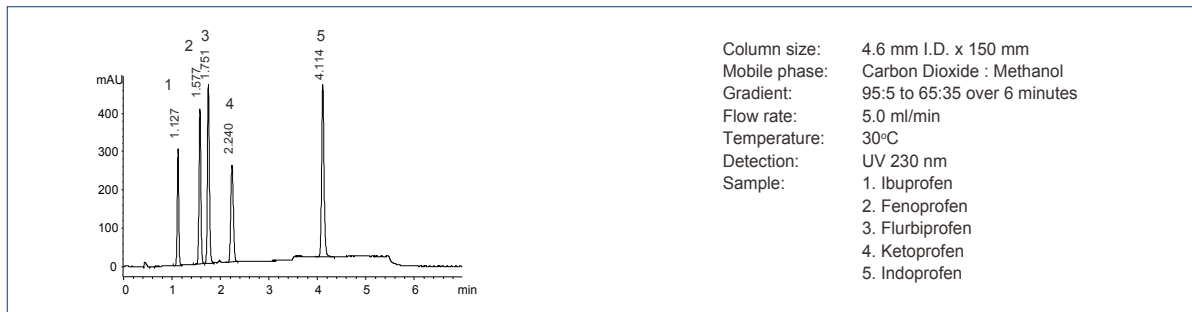 1
2
3
4
5
mAU
1.127
1.577
1.751
2.240
4.114
400
300
200
100
0
0 1 2 3 4 5 6 min
Column size: 4.6 mm I.D. x 150 mm
Mobile phase: Carbon Dioxide : Methanol
Gradient: 95:5 to 65:35 over 6 minutes
Flow rate: 5.0 ml/min
Temperature: 30°C
Detection: UV 230 nm
Sample: 1. Ibuprofen
2. Fenoprofen
3. Flurbiprofen
4. Ketoprofen
5. Indoprofen